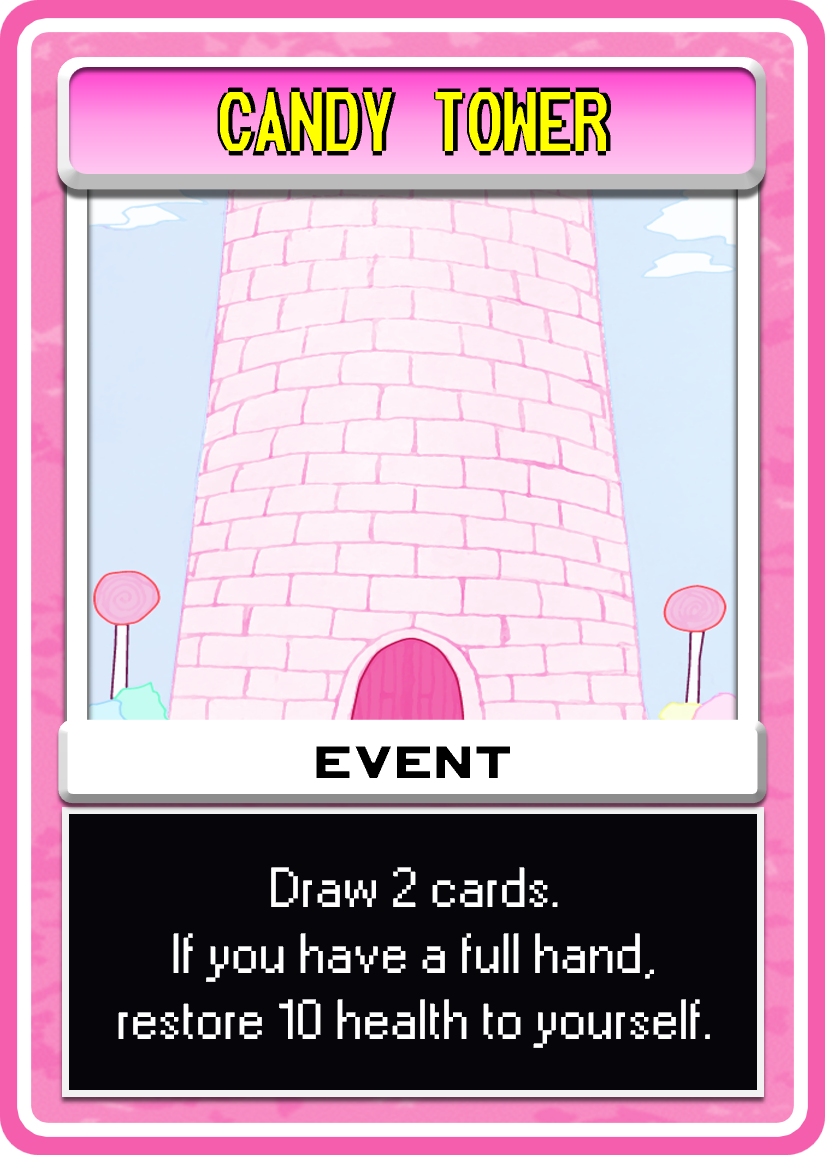 CANDY TOWER
EVENT
Draw 2 cards.
If you have a full hand,
restore 10 health to yourself.